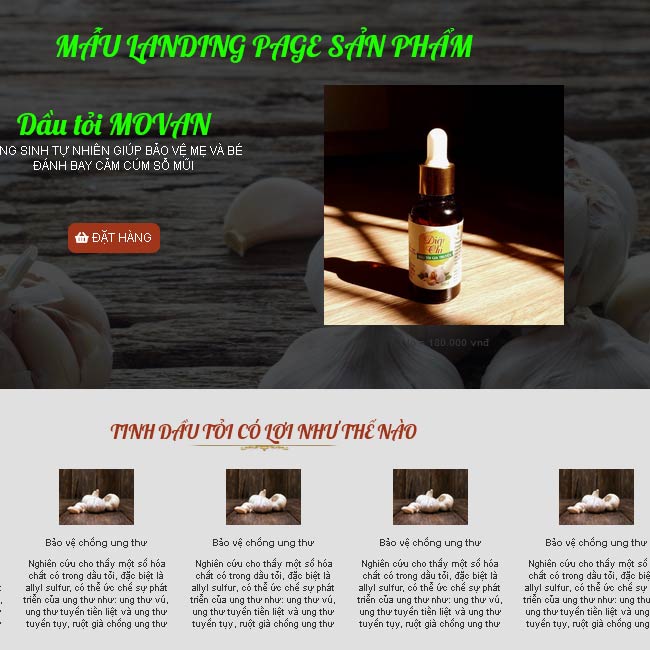 MẪU LANDING PAGE SẢN PHẨM
Dầu tỏi MOVAN
NG SINH TỰ NHIÊN GIÚP BẢO VỆ MẸ VÀ BÉ
ĐÁNH BAY CẢM CÚM SỔ MŨI
ĐẶT HÀNG
Diệp Chi
180.000 vnđ
TINH DẦU TỎI CÓ LỢI NHƯ THẾ NÀO
Bảo vệ chống ung thư
Nghiên cứu cho thấy một số hóa
chất có trong dầu tỏi, đặc biệt là
allyl sulfur, có thể ức chế sự phát
triển của ung thư như: ung thư vú,
ung thư tuyến tiền liệt và ung thư
tuyến tụy, ruột già chống ung thư
Bảo vệ chống ung thư
Nghiên cứu cho thấy một số hóa
chất có trong dầu tỏi, đặc biệt là
allyl sulfur, có thể ức chế sự phát
triển của ung thư như: ung thư vú,
ung thư tuyến tiền liệt và ung thư
tuyến tụy, ruột già chống ung thư
Bảo vệ chống ung thư
Nghiên cứu cho thấy một số hóa
chất có trong dầu tỏi, đặc biệt là
allyl sulfur, có thể ức chế sự phát
triển của ung thư như: ung thư vú,
ung thư tuyến tiền liệt và ung thư
tuyến tụy, ruột già chống ung thư
Bảo vệ chống ung thư
Nghiên cứu cho thấy một số
chất có trong dầu tỏi, đặc biệ
allyl sulfur, có thể ức chế sự
triển của ung thư như: ung thư
ung thư tuyến tiền liệt và ung
tuyến tụy, ruột già chống ung